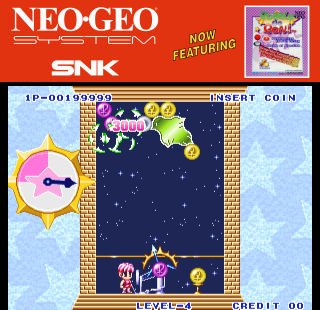 NEO•GEO
SYSTEM
SNK
NOW
FEATURING
1P-00199999
INSERT COIN
3000
LEVEL-4
CREDIT 00